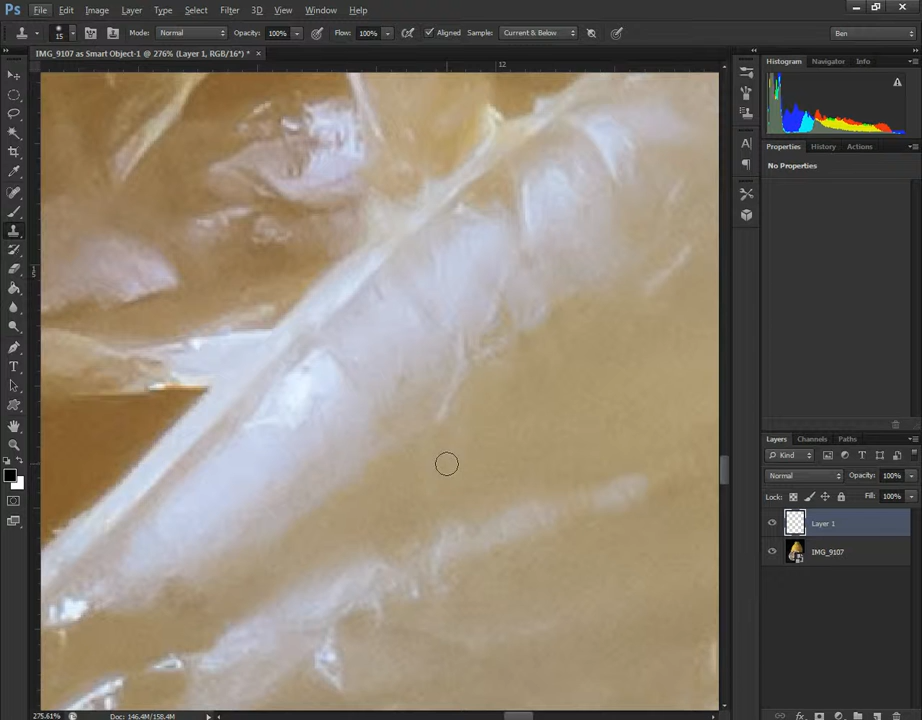 Ps File Edit Image Layer Type Select Filter 3D View Window Help
15 Mode: Normal Opacity: 100% Flow: 100% Aligned Sample: Current & Below Ben
IMG_9107 as Smart Object-1 @ 276% (Layer 1, RGB/16*) * ×
12
Histogram Navigator Info
Properties History Actions
No Properties
Layers Channels Paths
Kind
Normal Opacity: 100%
Lock: Fill: 100%
Layer 1
IMG_9107
275.61% Doc: 146.4M/158.4M